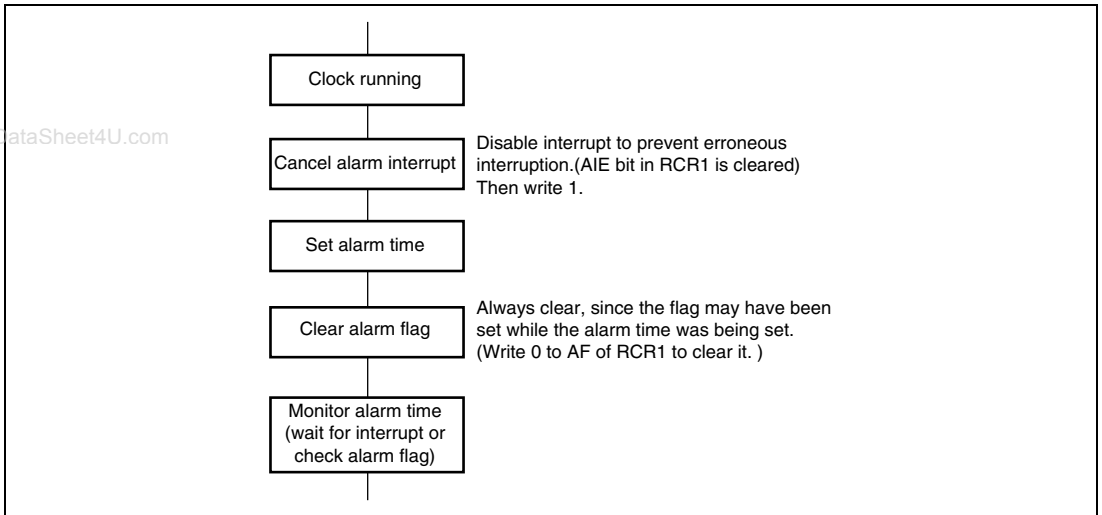 Clock running
DataSheet4U.com
Cancel alarm interrupt
Disable interrupt to prevent erroneous
interruption.(AIE bit in RCR1 is cleared)
Then write 1.
Set alarm time
Clear alarm flag
Always clear, since the flag may have been
set while the alarm time was being set.
(Write 0 to AF of RCR1 to clear it. )
Monitor alarm time
(wait for interrupt or
check alarm flag)